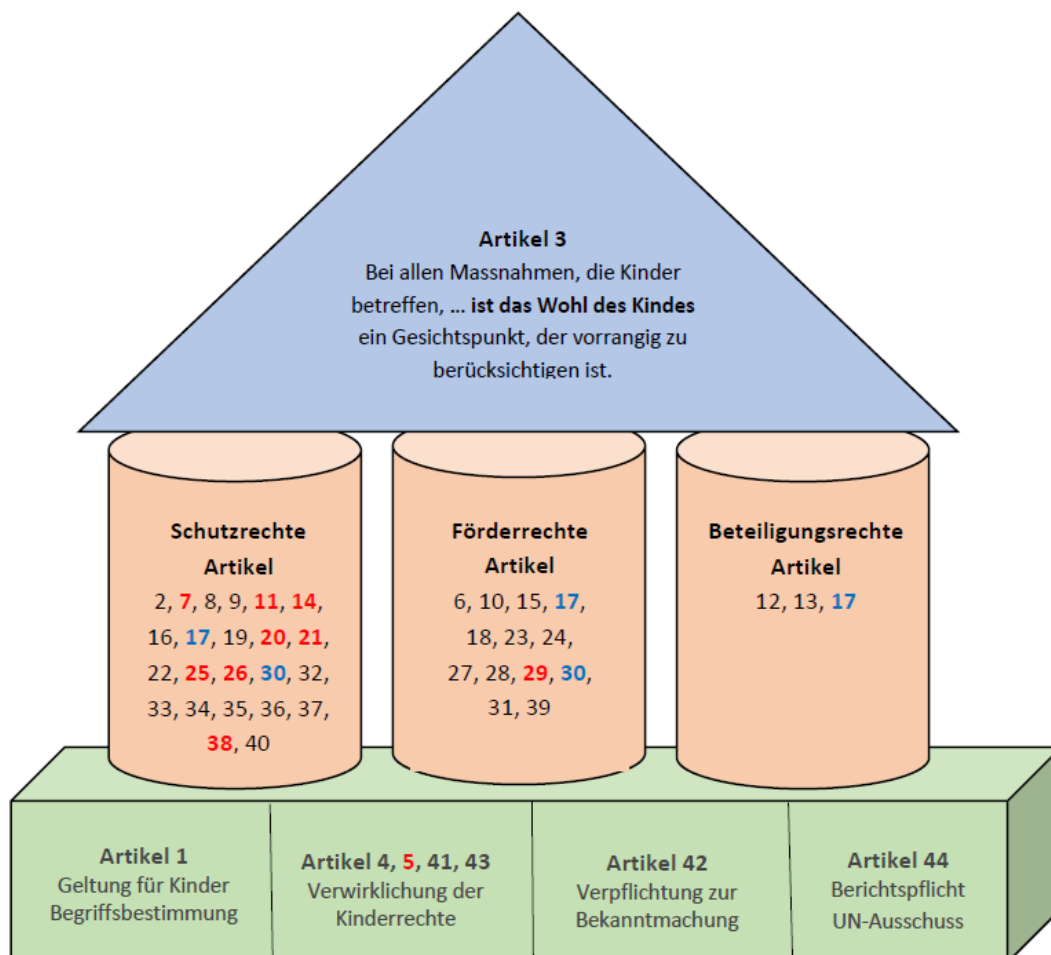 Artikel 3
Bei allen Massnahmen, die Kinder
betreffen, ... ist das Wohl des Kindes
ein Gesichtspunkt, der vorrangig zu
berücksichtigen ist.
Schutzrechte
Artikel
2, 7, 8, 9, 11, 14,
16, 17, 19, 20, 21,
22, 25, 26, 30, 32,
33, 34, 35, 36, 37,
38, 40
Förderrechte
Artikel
6, 10, 15, 17,
18, 23, 24,
27, 28, 29, 30,
31, 39
Beteiligungsrechte
Artikel
12, 13, 17
Artikel 1
Geltung für Kinder
Begriffsbestimmung
Artikel 4, 5, 41, 43
Verwirklichung der
Kinderrechte
Artikel 42
Verpflichtung zur
Bekanntmachung
Artikel 44
Berichtspflicht
UN-Ausschuss